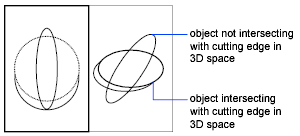 object not intersecting
with cutting edge in
3D space
object intersecting
with cutting edge in
3D space